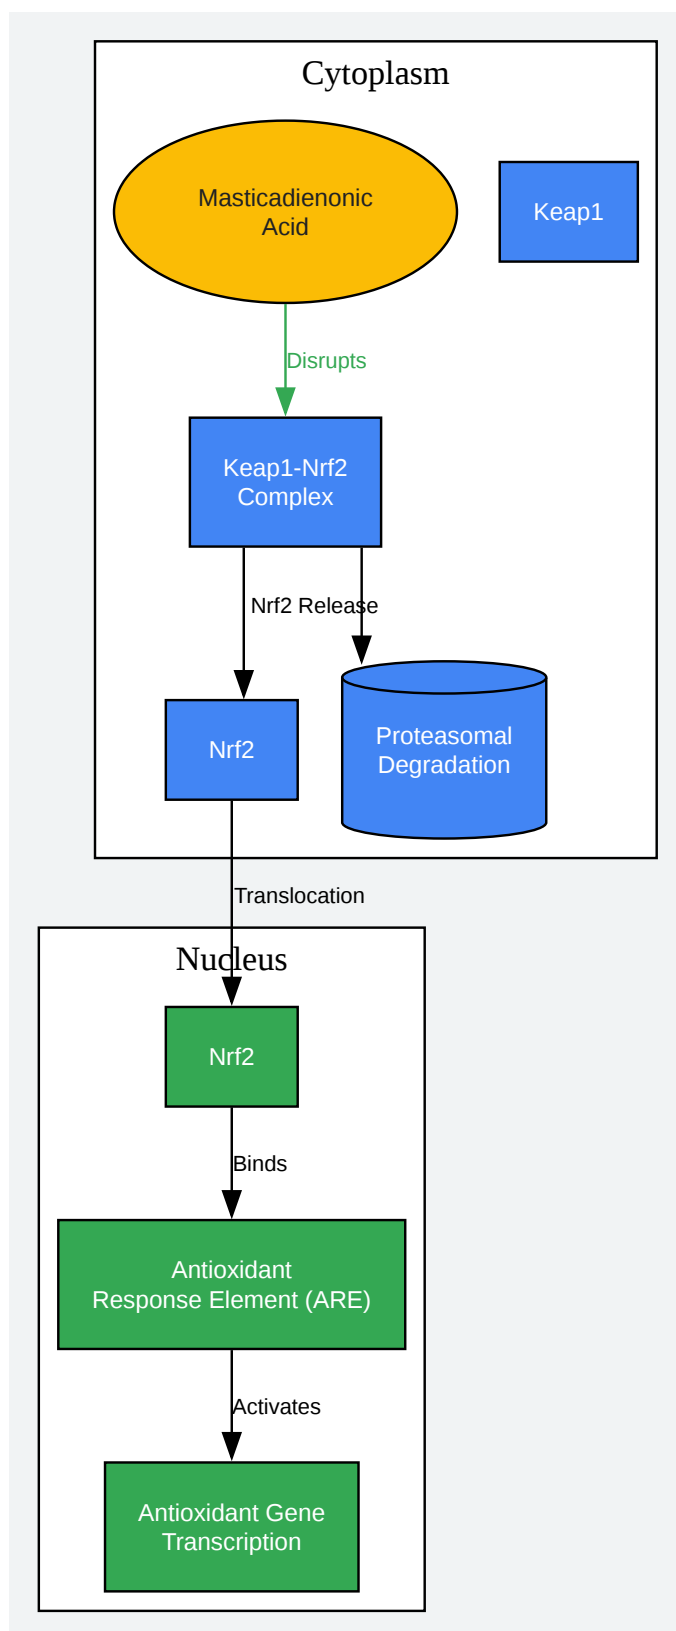 Cytoplasm
Masticadienonic
Acid
Keap1
Disrupts
Keap1-Nrf2
Complex
Nrf2 Release
Nrf2
Proteasomal
Degradation
Translocation
Nucleus
Nrf2
Binds
Antioxidant
Response Element (ARE)
Activates
Antioxidant Gene
Transcription